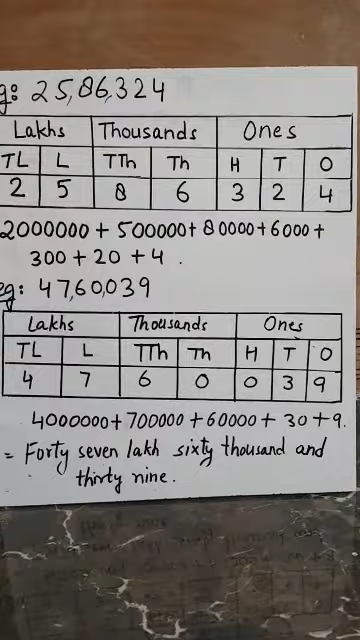 g: 25,86,324
Lakhs Thousands Ones
TL L TTh Th H T O
2 5 8 6 3 2 4
2000000 + 500000 + 80000 + 6000 +
300 + 20 + 4 .
eg: 47,60,039
Lakhs Thousands Ones
TL L TTh Th H T O
4 7 6 0 0 3 9
4000000 + 700000 + 60000 + 30 + 9.
= Forty seven lakh sixty thousand and
thirty nine.